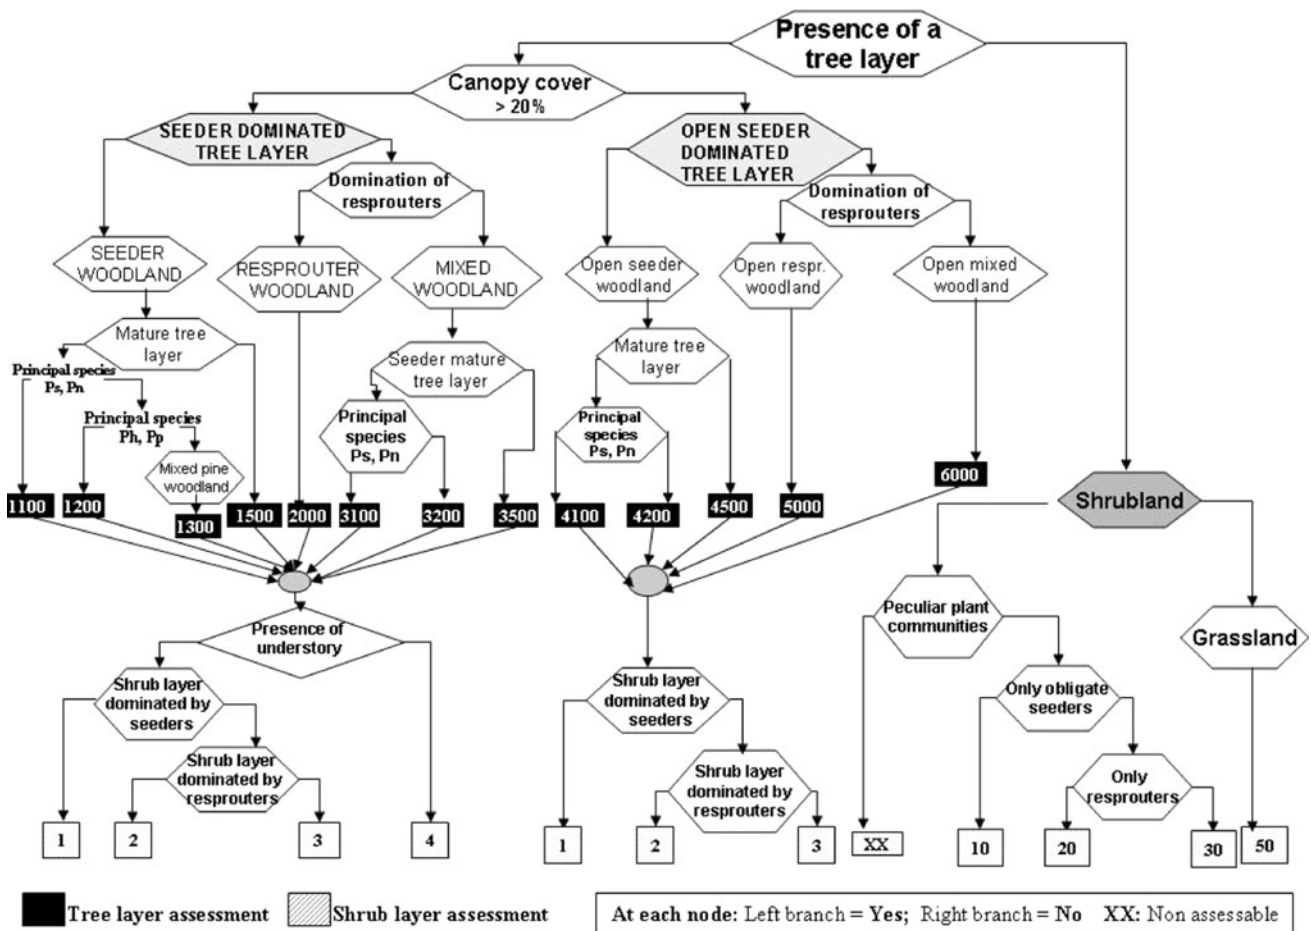 Presence of a
tree layer
Canopy cover
> 20%
SEEDER DOMINATED
TREE LAYER
OPEN SEEDER
DOMINATED
TREE LAYER
Domination of
resprouters
Domination of
resprouters
SEEDER
WOODLAND
RESPROUTER
WOODLAND
MIXED
WOODLAND
Open seeder
woodland
Open respr.
woodland
Open mixed
woodland
Mature tree
layer
Seeder mature
tree layer
Mature tree
layer
Principal species
Ps, Pn
Principal species
Ph, Pp
Mixed pine
woodland
Principal
species
Ps, Pn
Principal
species
Ps, Pn
1100
1200
1300
1500
2000
3100
3200
3500
4100
4200
4500
5000
6000
Shrubland
Presence of
understory
Peculiar plant
communities
Grassland
Shrub layer
dominated by
seeders
Shrub layer
dominated by
resprouters
Shrub layer
dominated by
seeders
Shrub layer
dominated by
resprouters
Only obligate
seeders
Only
resprouters
1
2
3
4
1
2
3
XX
10
20
30
50
Tree layer assessment
Shrub layer assessment
At each node: Left branch = Yes; Right branch = No XX: Non assessable